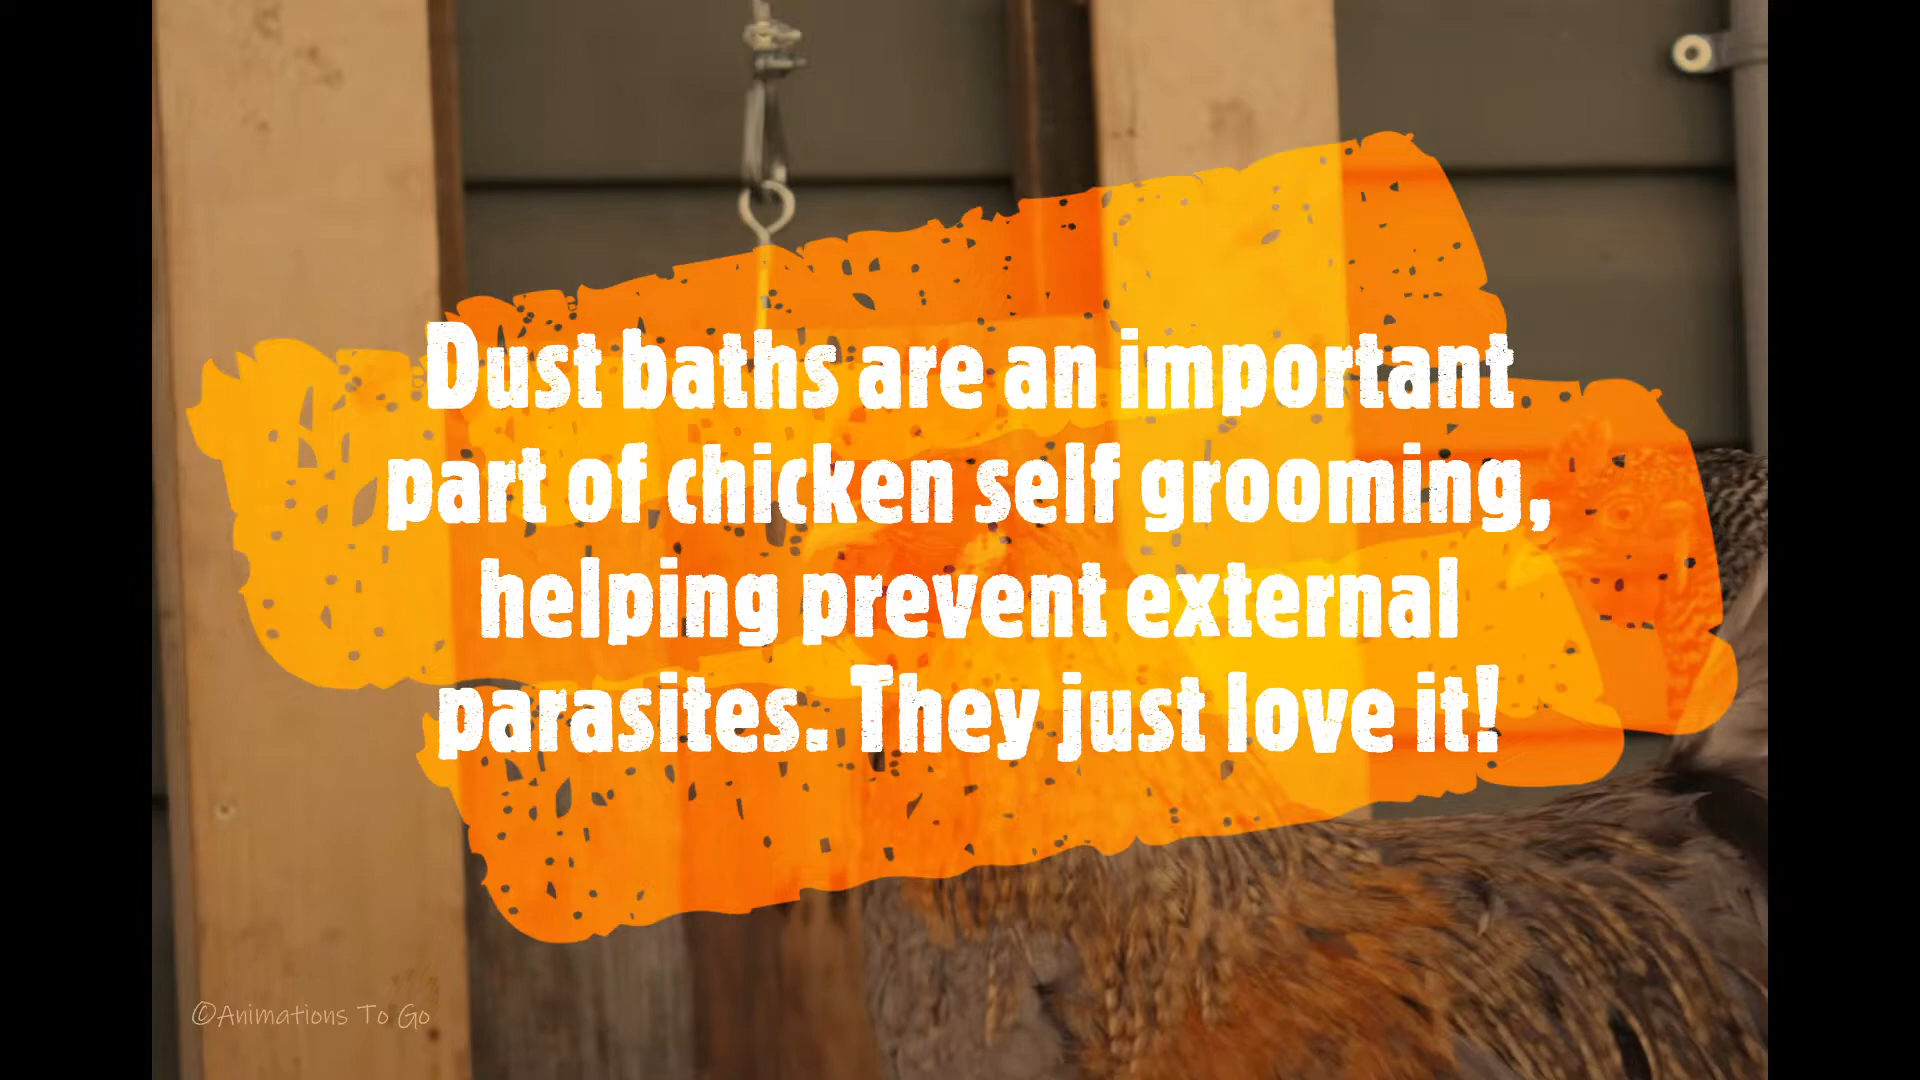 Dust baths are an important
part of chicken self grooming,
helping prevent external
parasites. They just love it!
©Animations To Go